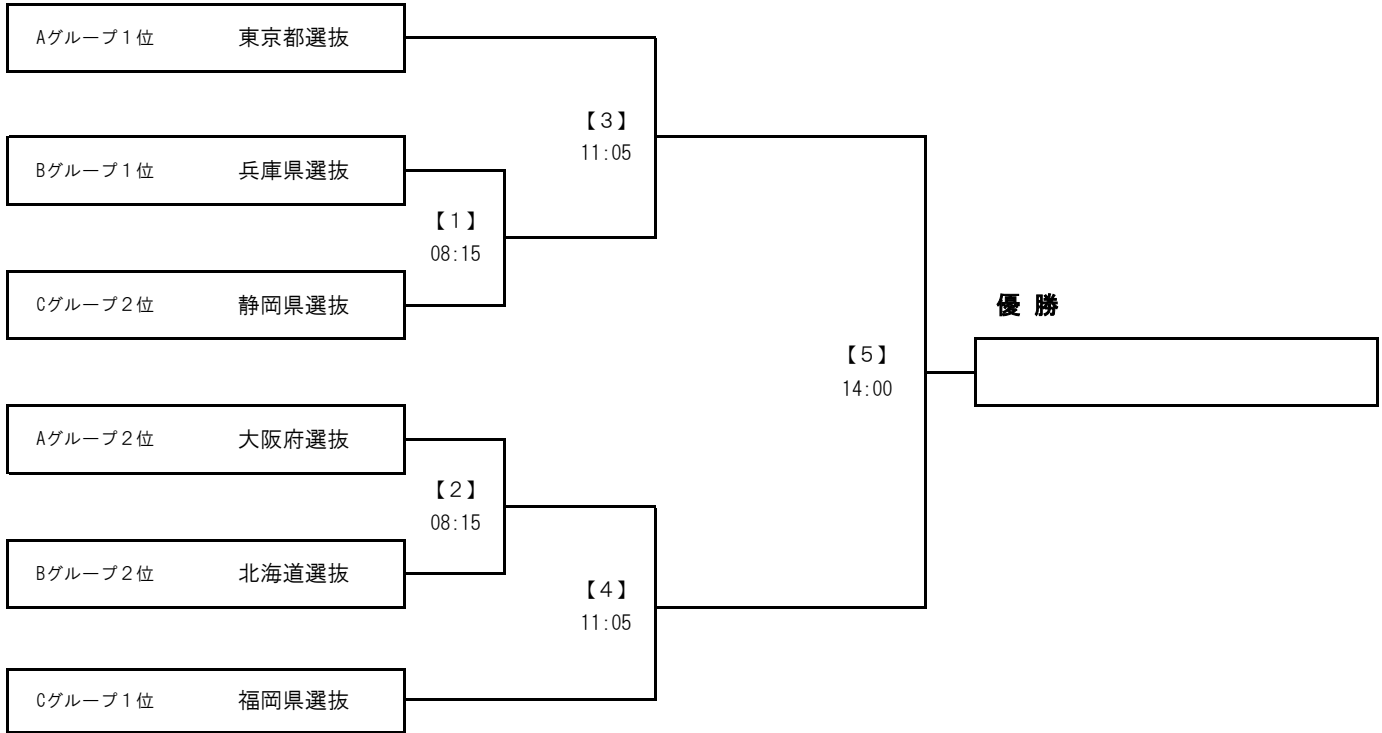 Aグループ１位 東京都選抜
【３】
11:05
Bグループ１位 兵庫県選抜
【１】
08:15
Cグループ２位 静岡県選抜
優 勝
【５】
14:00
Aグループ２位 大阪府選抜
【２】
08:15
Bグループ２位 北海道選抜
【４】
11:05
Cグループ１位 福岡県選抜